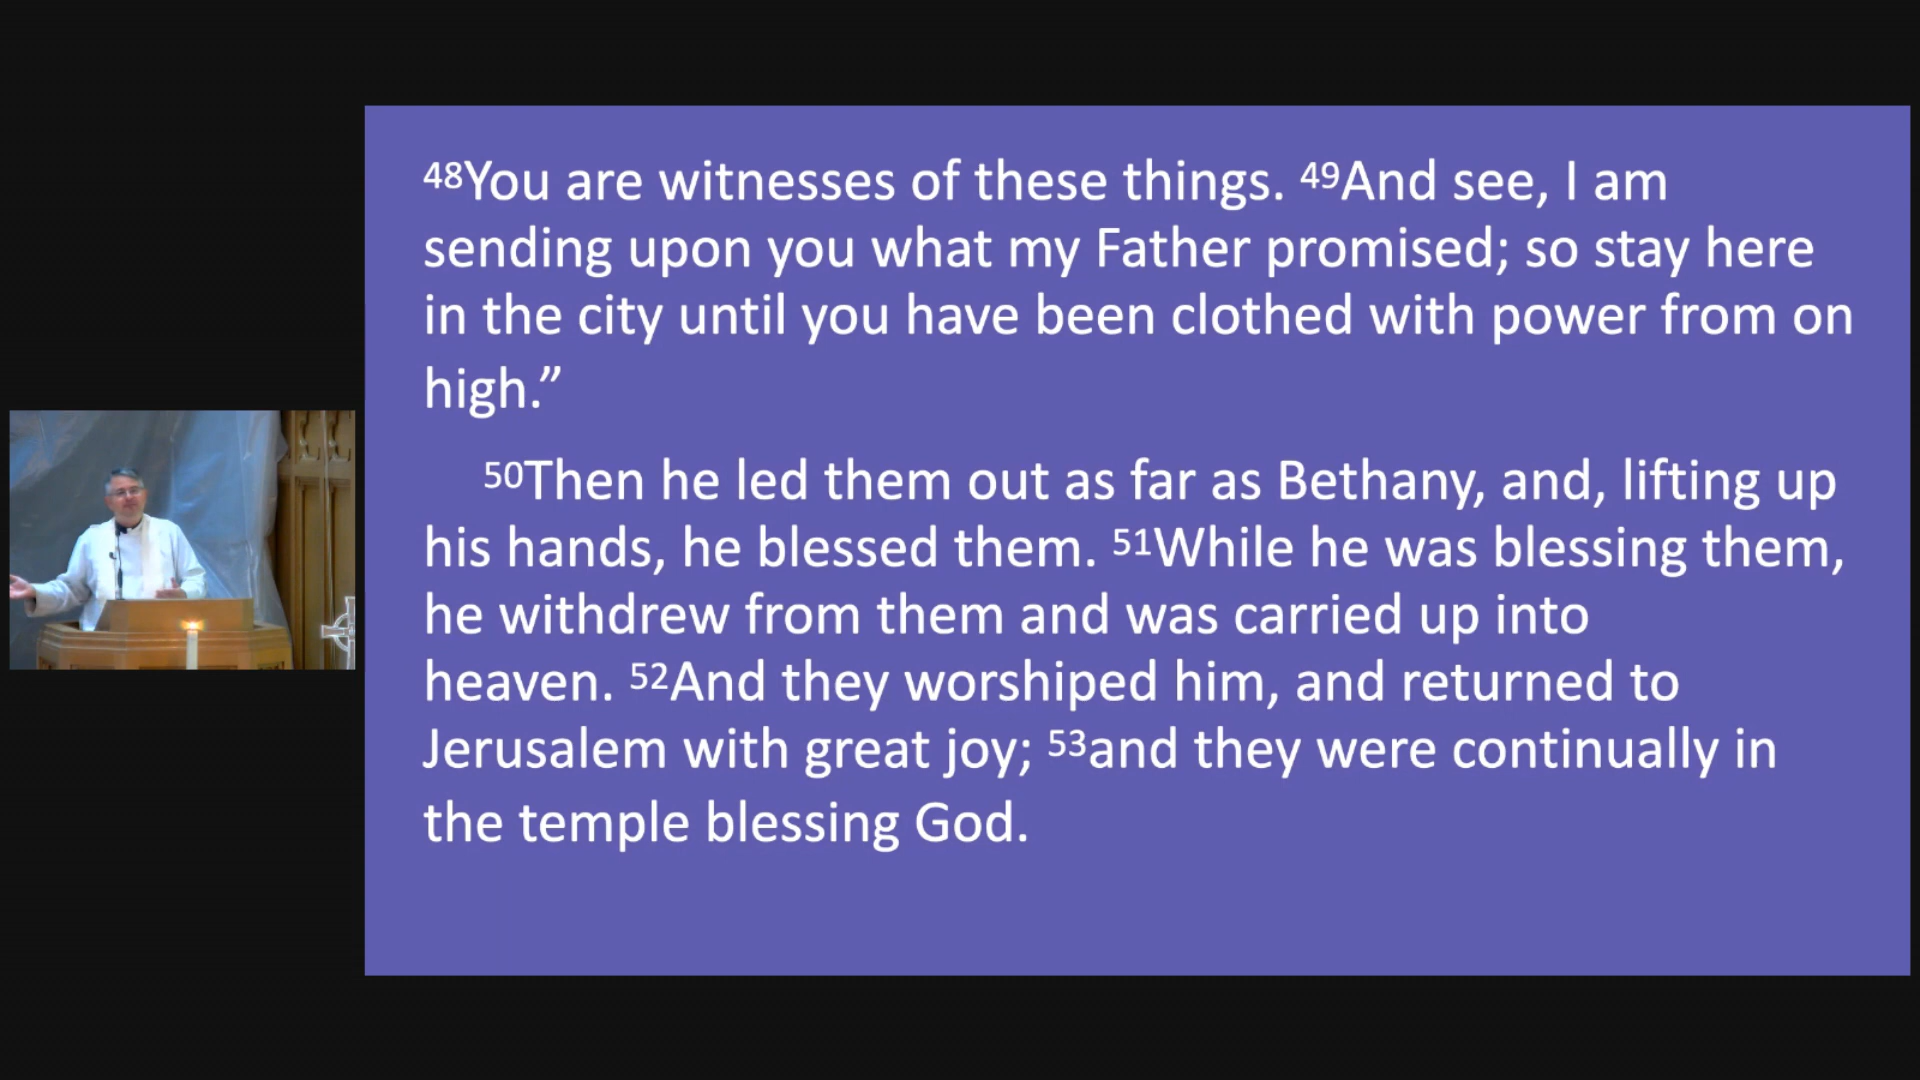 48You are witnesses of these things. 49And see, I am
sending upon you what my Father promised; so stay here
in the city until you have been clothed with power from on
high.”
50Then he led them out as far as Bethany, and, lifting up
his hands, he blessed them. 51While he was blessing them,
he withdrew from them and was carried up into
heaven. 52And they worshiped him, and returned to
Jerusalem with great joy; 53and they were continually in
the temple blessing God.